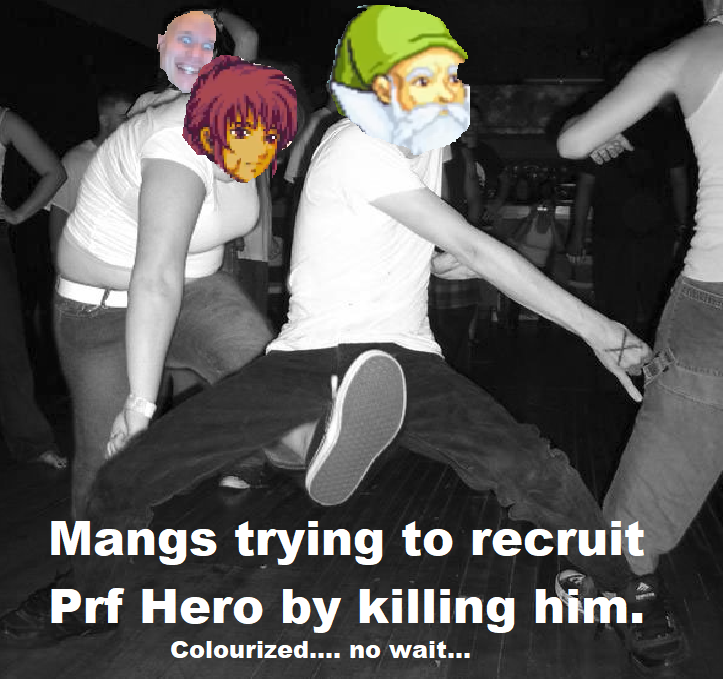 Mangs trying to recruit
Prf Hero by killing him.
Colourized.... no wait...